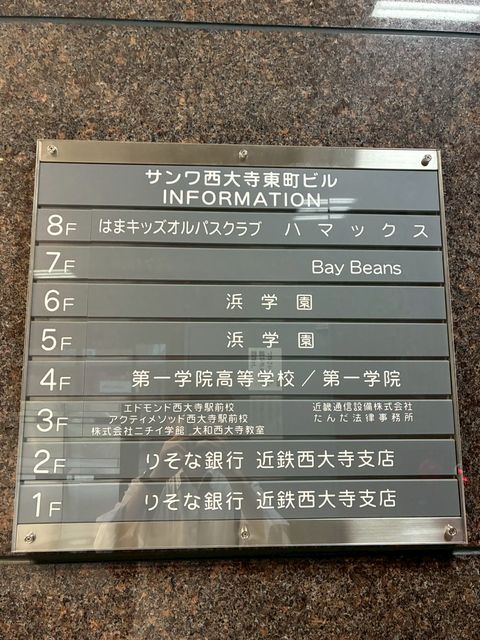 サンワ西大寺東町ビル
INFORMATION
8F はまキッズオルパスクラブ ハマックス
7F Bay Beans
6F 浜学園
5F 浜学園
4F 第一学院高等学校／第一学院
3F エドモンド西大寺駅前校 近畿通信設備株式会社
アクティメソッド西大寺駅前校 たんだ法律事務所
株式会社ニチイ学館 大和西大寺教室
2F りそな銀行 近鉄西大寺支店
1F りそな銀行 近鉄西大寺支店